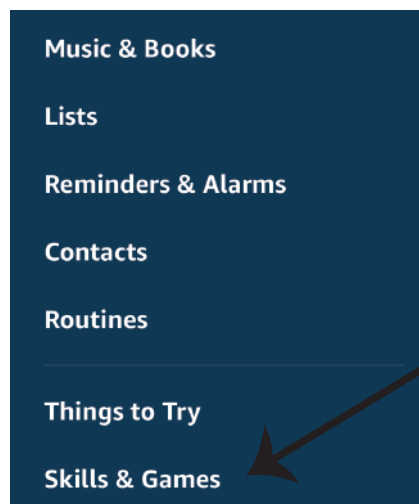 Music & Books
Lists
Reminders & Alarms
Contacts
Routines
Things to Try
Skills & Games